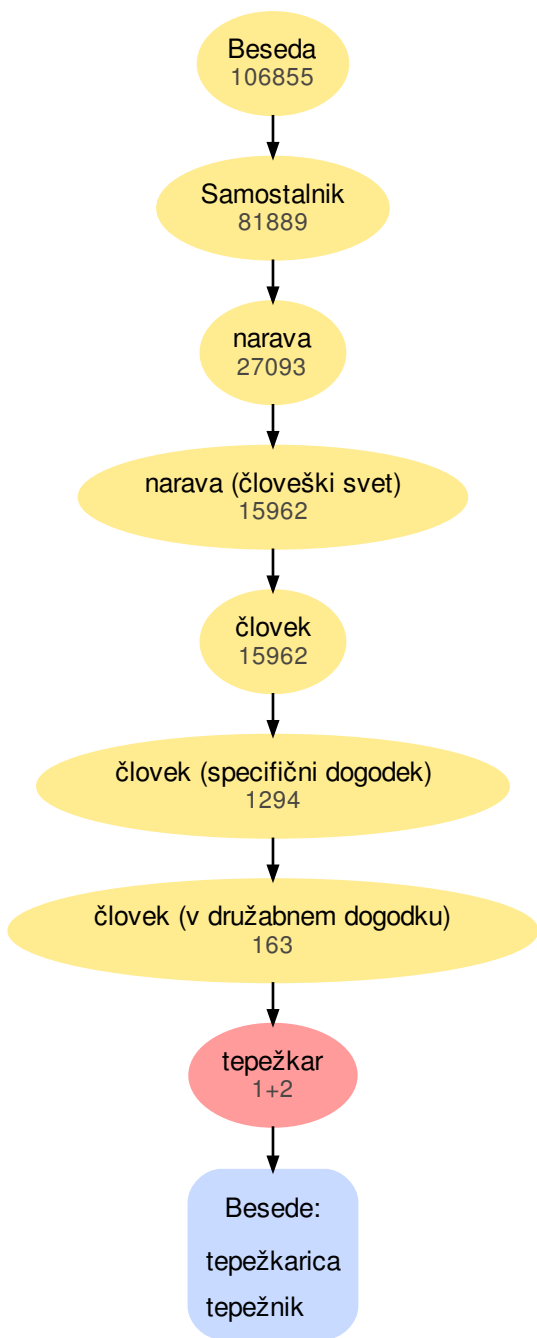 Beseda
106855
Samostalnik
81889
narava
27093
narava (človeški svet)
15962
človek
15962
človek (specifični dogodek)
1294
človek (v družabnem dogodku)
163
tepežkar
1+2
Besede:
tepežkarica
tepežnik